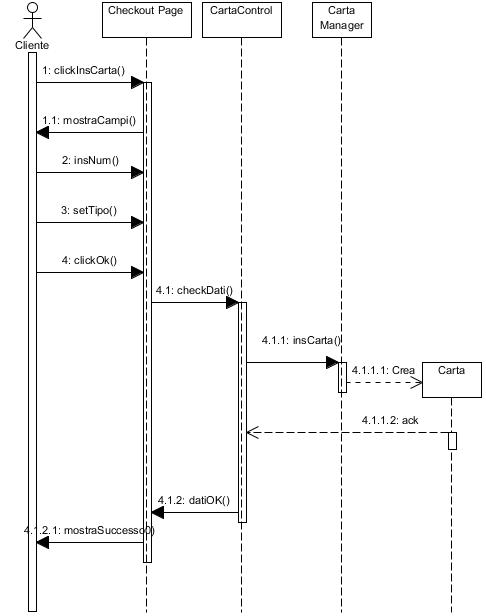 Checkout Page
CartaControl
Carta
Manager
Cliente
1: clickInsCarta()
1.1: mostraCampi()
2: insNum()
3: setTipo()
4: clickOk()
4.1: checkDati()
4.1.1: insCarta()
4.1.1.1: Crea
Carta
4.1.1.2: ack
4.1.2: datiOK()
4.1.2.1: mostraSuccesso()